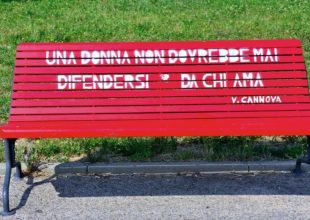 UNA DONNA NON DOVREBBE MAI
DIFENDERSI DA CHI AMA
V. CANNOVA